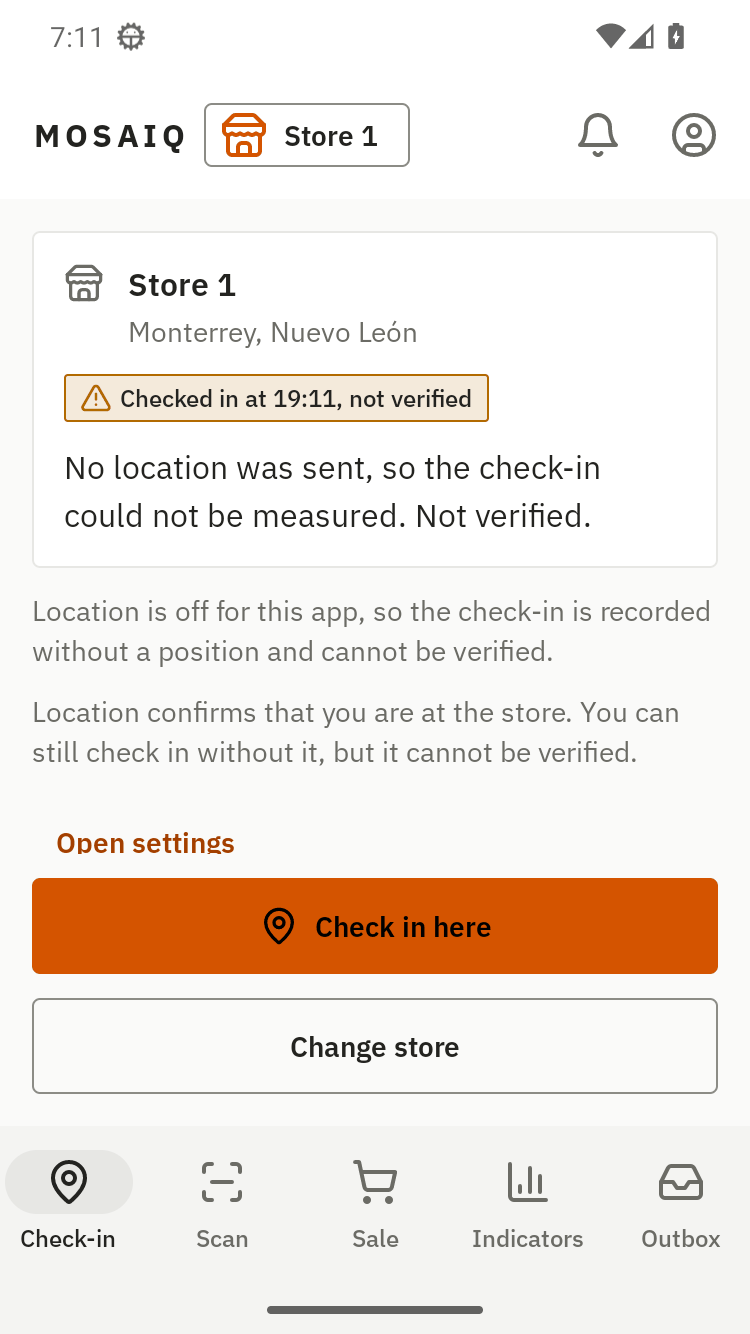 7:11
MOSAIQ
Store 1
Store 1
Monterrey, Nuevo León
Checked in at 19:11, not verified
No location was sent, so the check-in
could not be measured. Not verified.
Location is off for this app, so the check-in is recorded
without a position and cannot be verified.
Location confirms that you are at the store. You can
still check in without it, but it cannot be verified.
Open settings
Check in here
Change store
Check-in
Scan
Sale
Indicators
Outbox